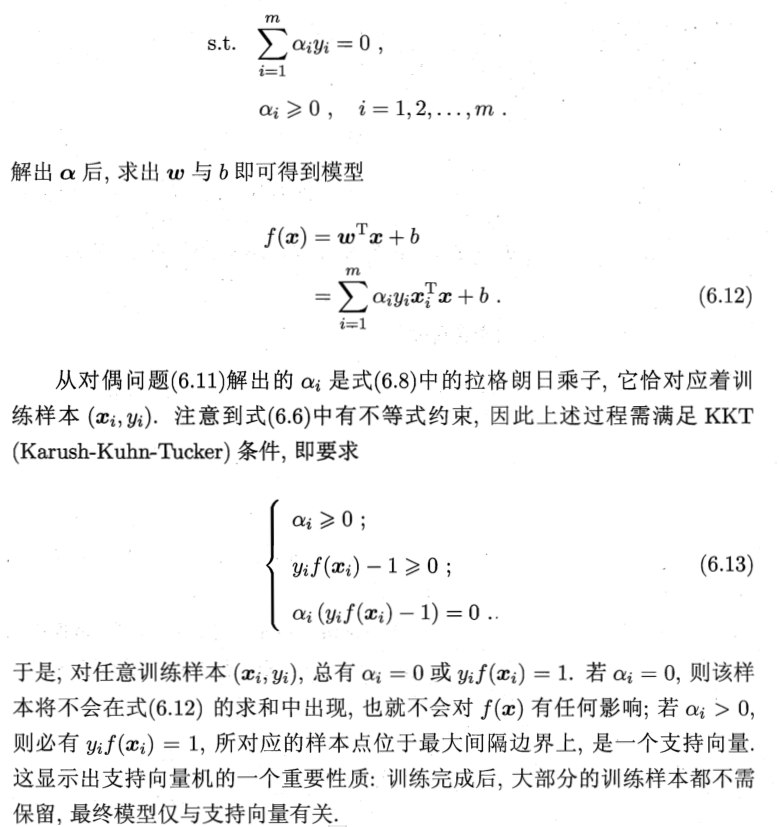 s.t. $\sum_{i=1}^{m} \alpha_i y_i = 0$ ,
$\alpha_i \geqslant 0$ , $i = 1, 2, \ldots, m$ .
解出 $\boldsymbol{\alpha}$ 后, 求出 $\boldsymbol{w}$ 与 $b$ 即可得到模型
$f(\boldsymbol{x}) = \boldsymbol{w}^{\mathrm{T}} \boldsymbol{x} + b$
$= \sum_{i=1}^{m} \alpha_i y_i \boldsymbol{x}_i^{\mathrm{T}} \boldsymbol{x} + b$ . (6.12)
从对偶问题(6.11)解出的 $\alpha_i$ 是式(6.8)中的拉格朗日乘子, 它恰对应着训
练样本 $(\boldsymbol{x}_i, y_i)$. 注意到式(6.6)中有不等式约束, 因此上述过程需满足 KKT
(Karush-Kuhn-Tucker) 条件, 即要求
$\alpha_i \geqslant 0$ ;
$y_i f(\boldsymbol{x}_i) - 1 \geqslant 0$ ; (6.13)
$\alpha_i (y_i f(\boldsymbol{x}_i) - 1) = 0$ .
于是, 对任意训练样本 $(\boldsymbol{x}_i, y_i)$, 总有 $\alpha_i = 0$ 或 $y_i f(\boldsymbol{x}_i) = 1$. 若 $\alpha_i = 0$, 则该样
本将不会在式(6.12) 的求和中出现, 也就不会对 $f(\boldsymbol{x})$ 有任何影响; 若 $\alpha_i > 0$,
则必有 $y_i f(\boldsymbol{x}_i) = 1$, 所对应的样本点位于最大间隔边界上, 是一个支持向量.
这显示出支持向量机的一个重要性质: 训练完成后, 大部分的训练样本都不需
保留, 最终模型仅与支持向量有关.